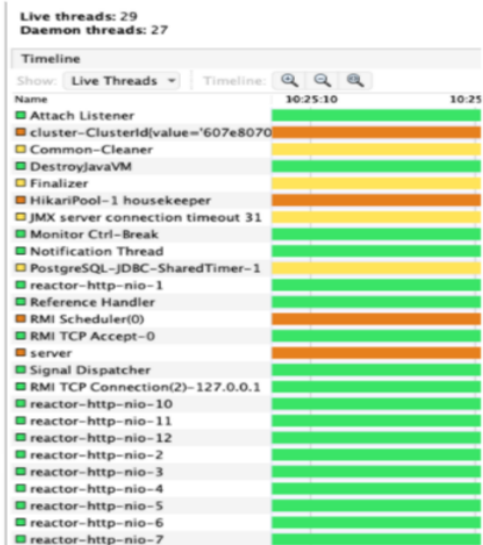 Live threads: 29
Daemon threads: 27
Timeline
Show: Live Threads Timeline:
Name 10:25:10 10:25
Attach Listener
cluster-ClusterId{value='607e8070
Common-Cleaner
DestroyJavaVM
Finalizer
HikariPool-1 housekeeper
JMX server connection timeout 31
Monitor Ctrl-Break
Notification Thread
PostgreSQL-JDBC-SharedTimer-1
reactor-http-nio-1
Reference Handler
RMI Scheduler(0)
RMI TCP Accept-0
server
Signal Dispatcher
RMI TCP Connection(2)-127.0.0.1
reactor-http-nio-10
reactor-http-nio-11
reactor-http-nio-12
reactor-http-nio-2
reactor-http-nio-3
reactor-http-nio-4
reactor-http-nio-5
reactor-http-nio-6
reactor-http-nio-7